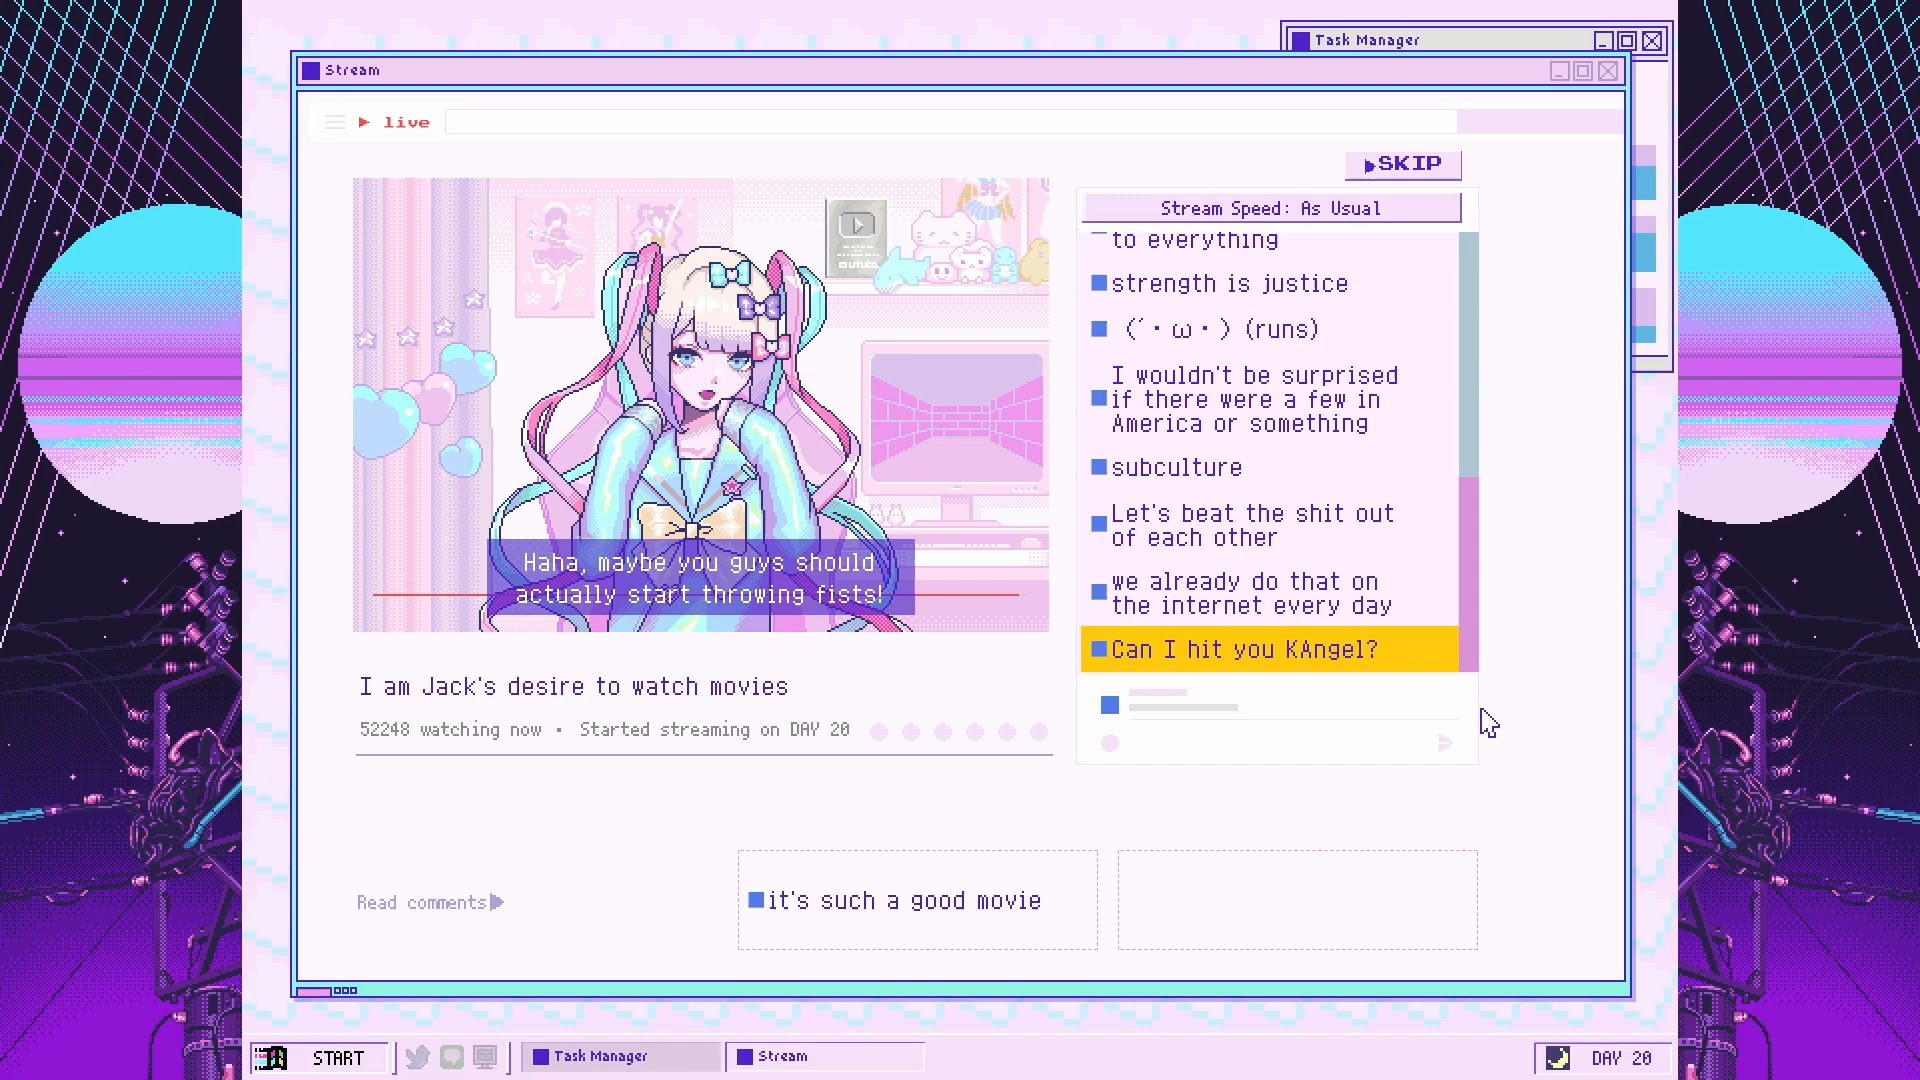 Task Manager
Stream
live
SKIP
Stream Speed: As Usual
to everything
strength is justice
(´・ω・) (runs)
I wouldn't be surprised
if there were a few in
America or something
subculture
Let's beat the shit out
of each other
we already do that on
the internet every day
Can I hit you KAngel?
Haha, maybe you guys should
actually start throwing fists!
I am Jack's desire to watch movies
52248 watching now • Started streaming on DAY 20
Read comments
it's such a good movie
START
Task Manager
Stream
DAY 20